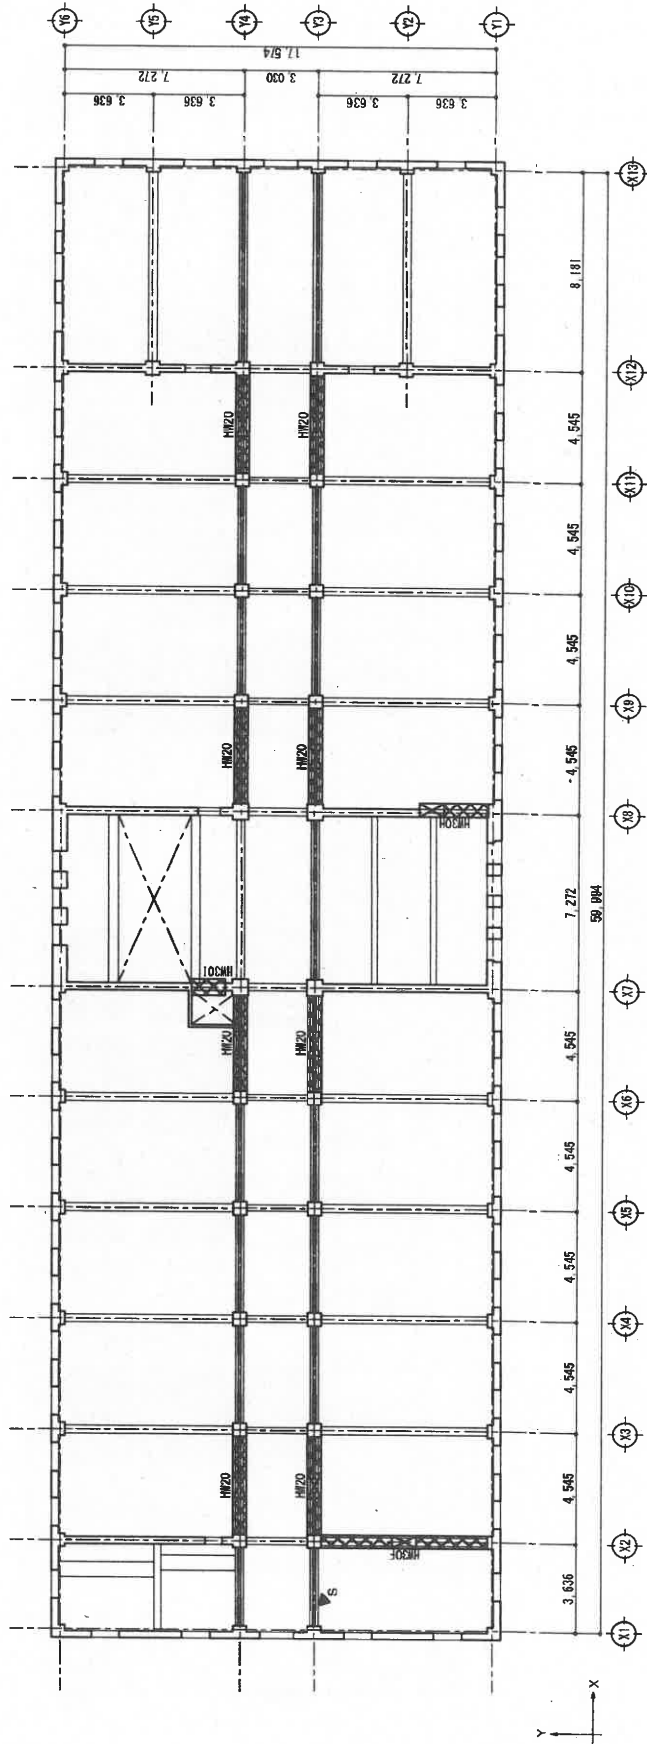 Y6
Y5
Y4
Y3
Y2
Y1
17,574
7,272
3,030
7,272
3,636
3,636
3,636
3,636
X13
8,181
X12
4,545
HW20
HW20
X11
4,545
X10
4,545
X9
4,545
HW20
HW20
X8
HW30H
7,272
59,994
HW30I
X7
HW20
HW20
4,545
X6
4,545
X5
4,545
X4
4,545
X3
HW20
HW20
4,545
X2
HW30F
3,636
S
X1
Y
X